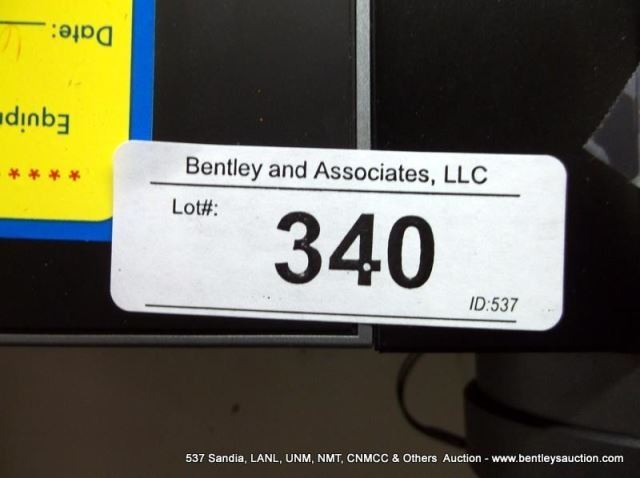 Date:
Bentley and Associates, LLC
Lot#:
340
ID:537
537 Sandia, LANL, UNM, NMT, CNMCC & Others Auction - www.bentleysauction.com